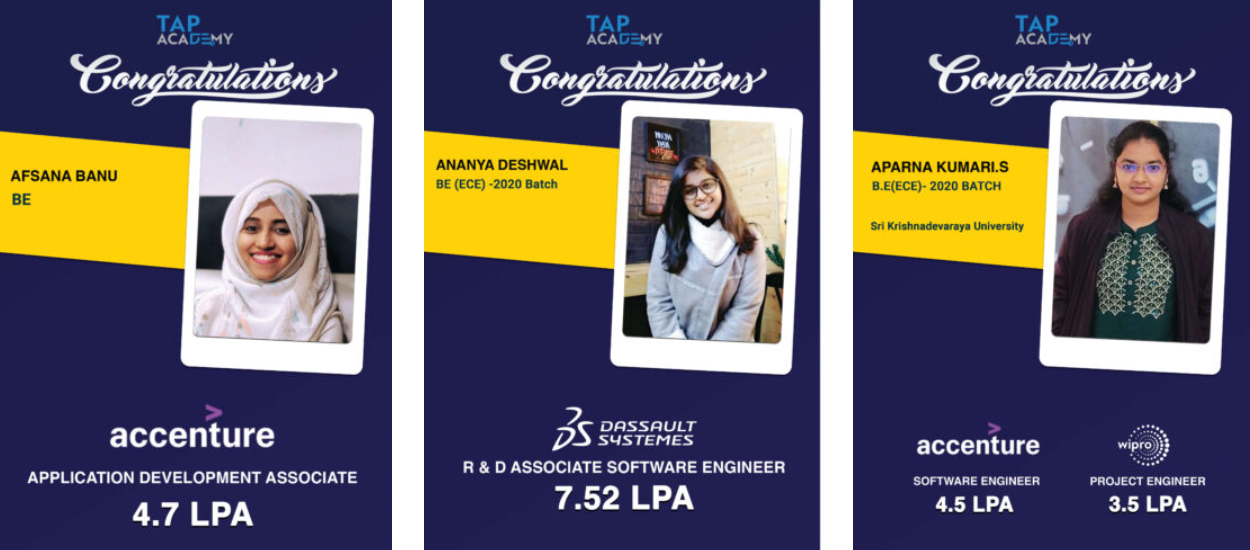 TAP
ACADEMY
Congratulations
AFSANA BANU
BE
accenture
APPLICATION DEVELOPMENT ASSOCIATE
4.7 LPA
TAP
ACADEMY
Congratulations
ANANYA DESHWAL
BE (ECE) -2020 Batch
DASSAULT
SYSTEMES
R & D ASSOCIATE SOFTWARE ENGINEER
7.52 LPA
TAP
ACADEMY
Congratulations
APARNA KUMARI.S
B.E(ECE)- 2020 BATCH
Sri Krishnadevaraya University
accenture
SOFTWARE ENGINEER
4.5 LPA
wipro
PROJECT ENGINEER
3.5 LPA